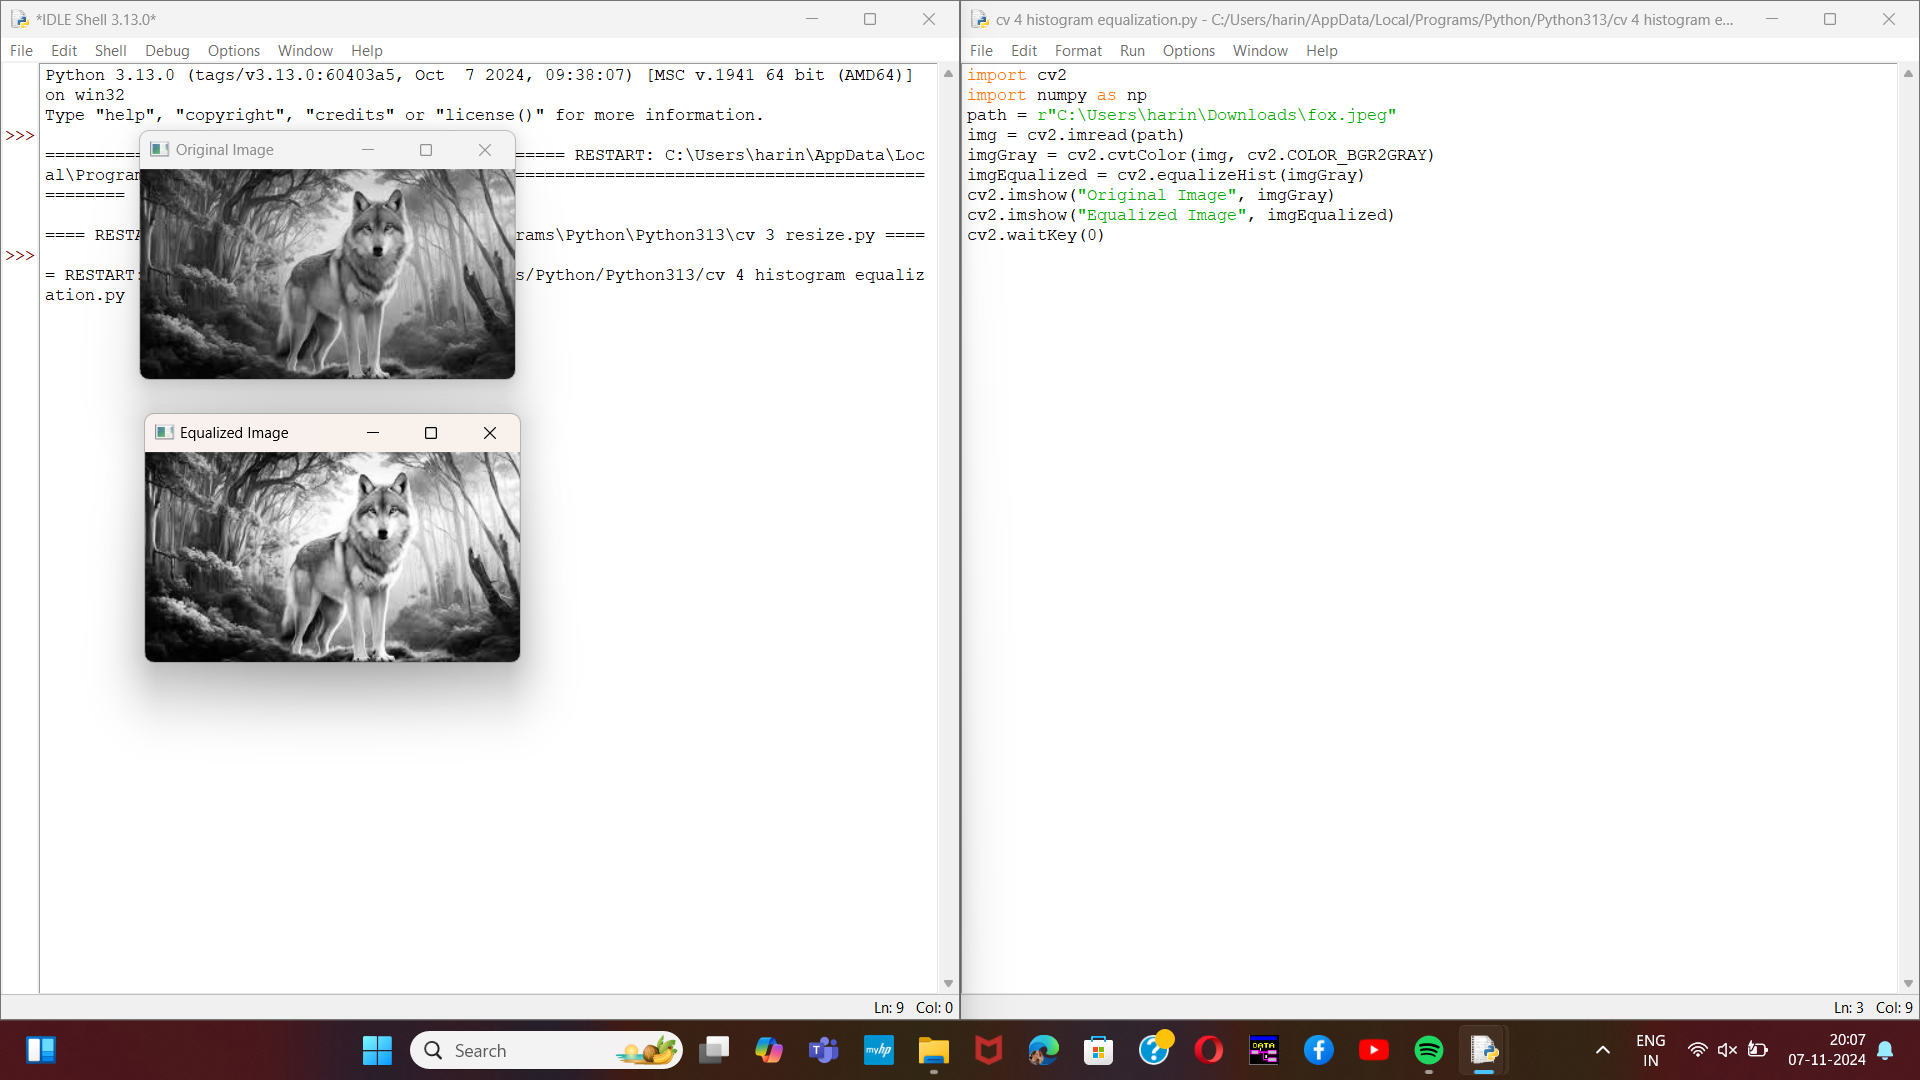 *IDLE Shell 3.13.0*
File Edit Shell Debug Options Window Help
Python 3.13.0 (tags/v3.13.0:60403a5, Oct  7 2024, 09:38:07) [MSC v.1941 64 bit (AMD64)]
on win32
Type "help", "copyright", "credits" or "license()" for more information.
>>>
============= ===== RESTART: C:\Users\harin\AppData\Loc
al\Program =========================================
========
==== RESTA rams\Python\Python313\cv 3 resize.py ====
>>>
= RESTART: s/Python/Python313/cv 4 histogram equaliz
ation.py
Original Image
Equalized Image
Ln: 9 Col: 0
cv 4 histogram equalization.py - C:/Users/harin/AppData/Local/Programs/Python/Python313/cv 4 histogram e...
File Edit Format Run Options Window Help
import cv2
import numpy as np
path = r"C:\Users\harin\Downloads\fox.jpeg"
img = cv2.imread(path)
imgGray = cv2.cvtColor(img, cv2.COLOR_BGR2GRAY)
imgEqualized = cv2.equalizeHist(imgGray)
cv2.imshow("Original Image", imgGray)
cv2.imshow("Equalized Image", imgEqualized)
cv2.waitKey(0)
Ln: 3 Col: 9
Search
myhp
DATA
ENG
IN
20:07
07-11-2024